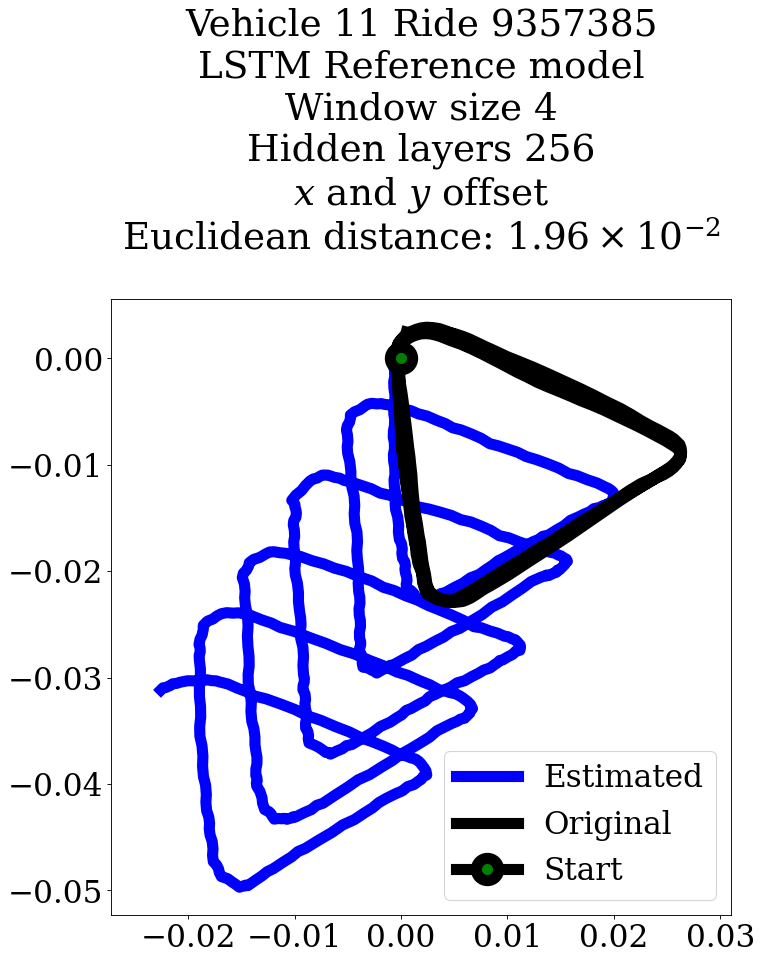 Vehicle 11 Ride 9357385
LSTM Reference model
Window size 4
Hidden layers 256
x and y offset
Euclidean distance: 1.96 × 10⁻²
0.00
−0.01
−0.02
−0.03
−0.04
−0.05
Estimated
Original
Start
−0.02 −0.01 0.00 0.01 0.02 0.03